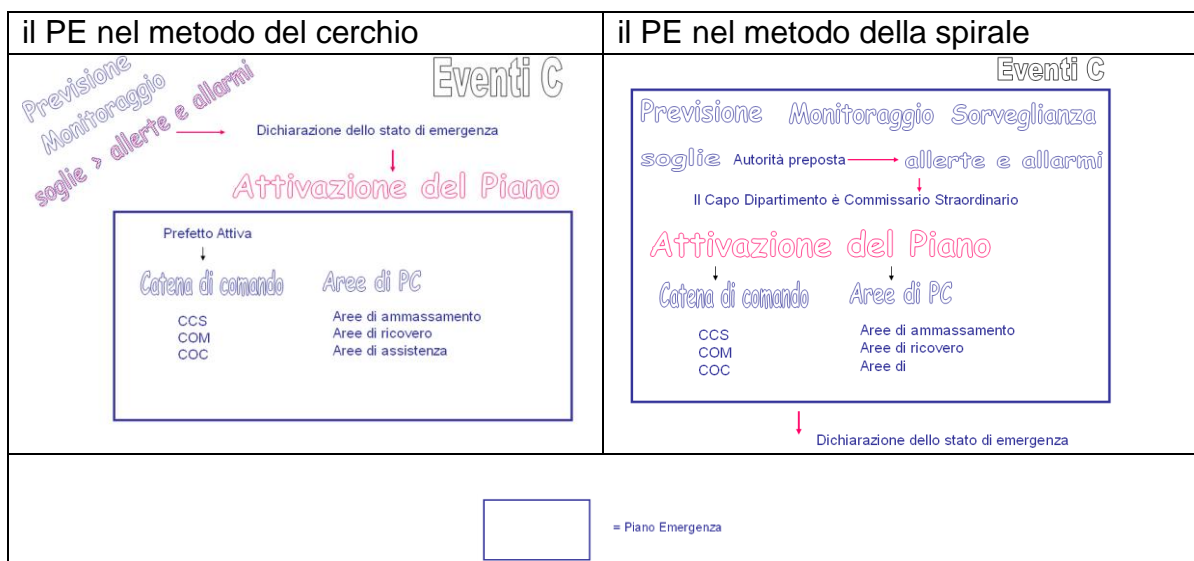 il PE nel metodo del cerchio
il PE nel metodo della spirale
Previsione
Monitoraggio
soglie > allerte e allarmi
Eventi C
Dichiarazione dello stato di emergenza
Attivazione del Piano
Prefetto Attiva
Catena di comando
Aree di PC
CCS
COM
COC
Aree di ammassamento
Aree di ricovero
Aree di assistenza
Eventi C
Previsione Monitoraggio Sorveglianza
soglie Autorità preposta allerte e allarmi
Il Capo Dipartimento è Commissario Straordinario
Attivazione del Piano
Catena di comando
Aree di PC
CCS
COM
COC
Aree di ammassamento
Aree di ricovero
Aree di
Dichiarazione dello stato di emergenza
= Piano Emergenza